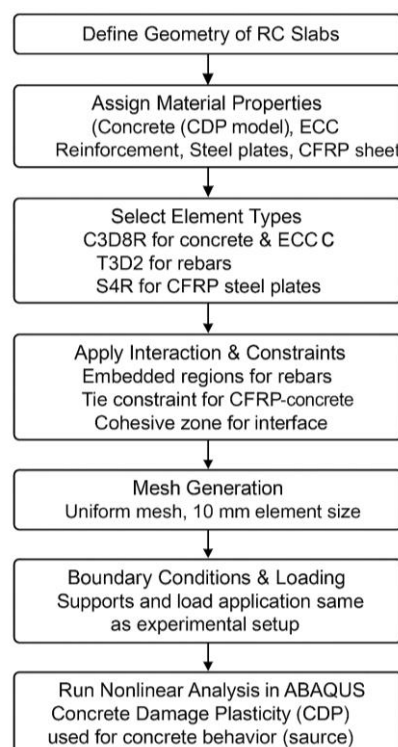 Define Geometry of RC Slabs
Assign Material Properties
(Concrete (CDP model), ECC
Reinforcement, Steel plates, CFRP sheet
Select Element Types
C3D8R for concrete & ECC C
T3D2 for rebars
S4R for CFRP steel plates
Apply Interaction & Constraints
Embedded regions for rebars
Tie constraint for CFRP-concrete
Cohesive zone for interface
Mesh Generation
Uniform mesh, 10 mm element size
Boundary Conditions & Loading
Supports and load application same
as experimental setup
Run Nonlinear Analysis in ABAQUS
Concrete Damage Plasticity (CDP)
used for concrete behavior (saurce)